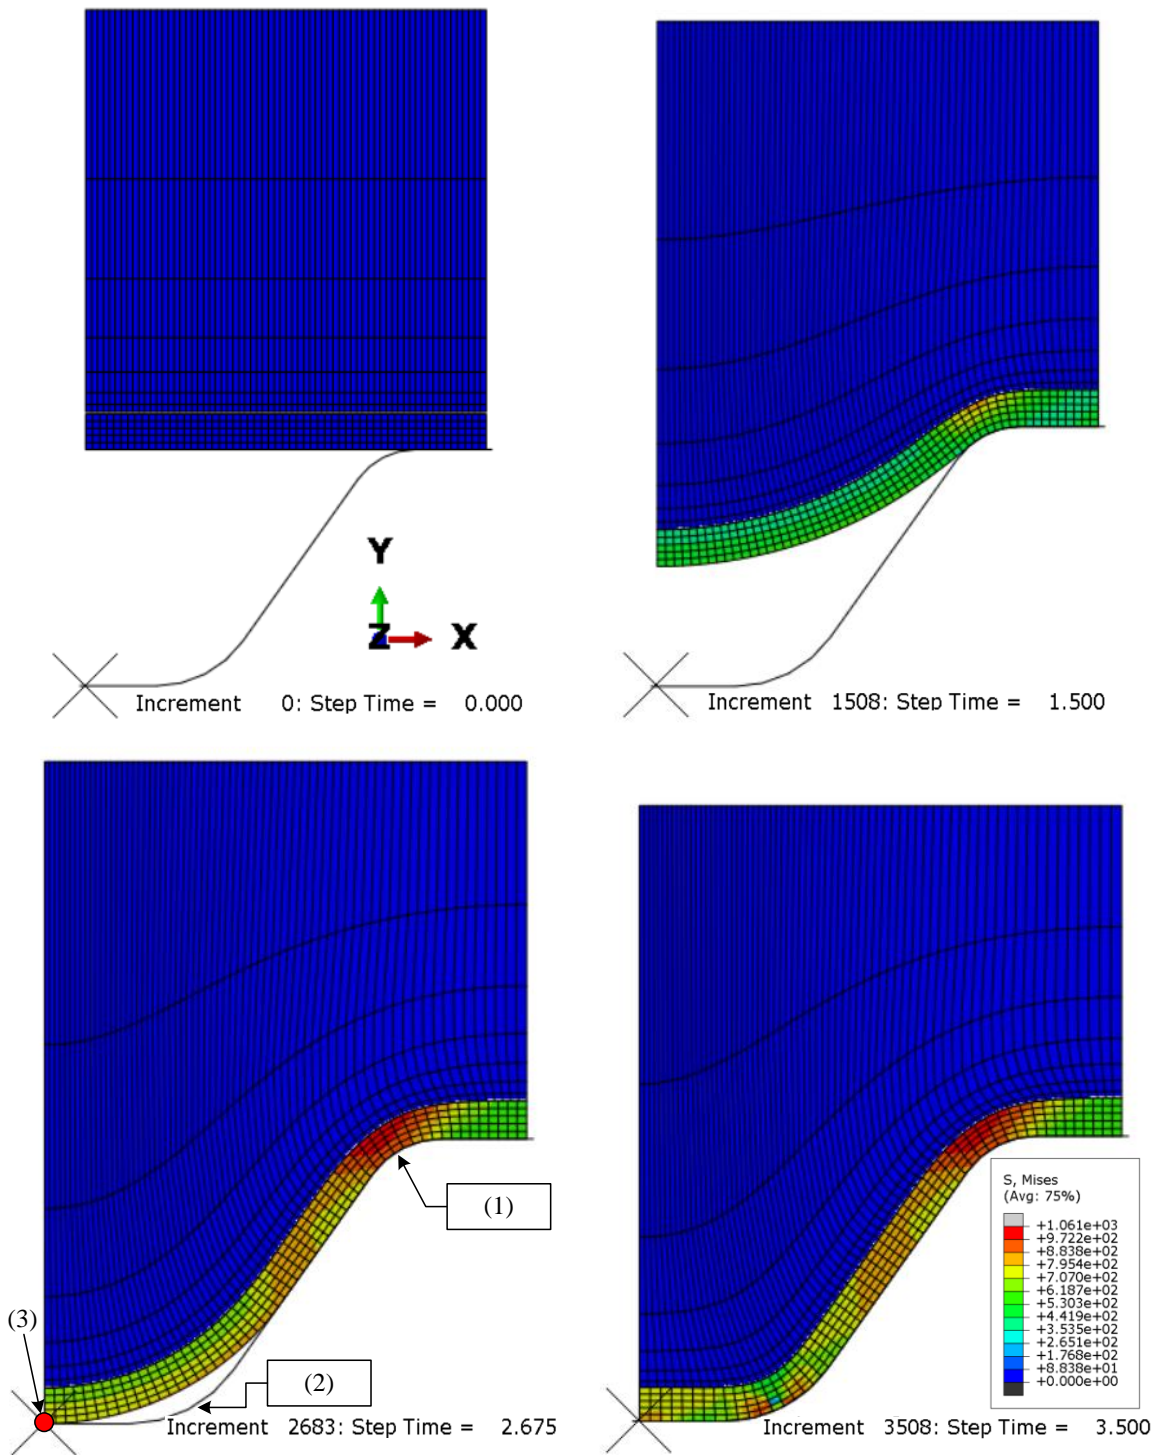 Y
Z X
Increment 0: Step Time = 0.000
Increment 1508: Step Time = 1.500
(1)
(3)
(2)
Increment 2683: Step Time = 2.675
S, Mises
(Avg: 75%)
+1.061e+03
+9.722e+02
+8.838e+02
+7.954e+02
+7.070e+02
+6.187e+02
+5.303e+02
+4.419e+02
+3.535e+02
+2.651e+02
+1.768e+02
+8.838e+01
+0.000e+00
Increment 3508: Step Time = 3.500